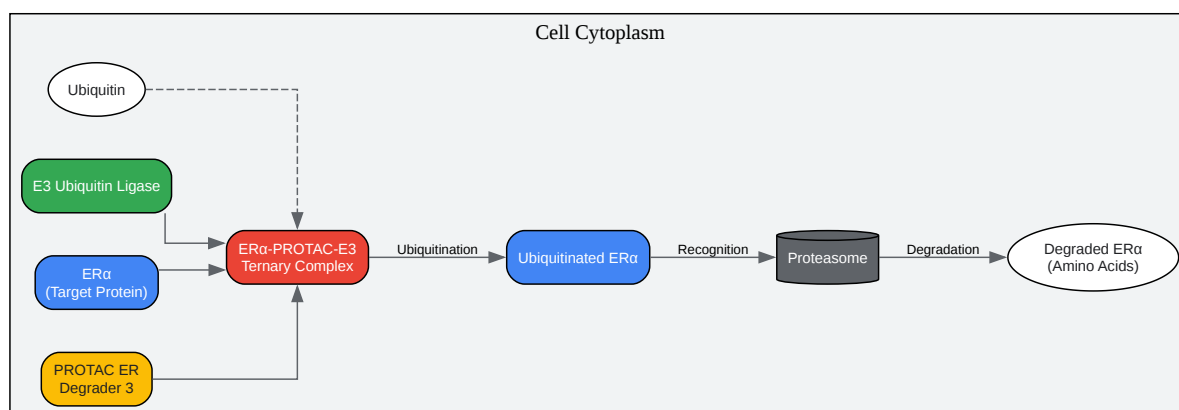 Cell Cytoplasm
Ubiquitin
E3 Ubiquitin Ligase
ERα
(Target Protein)
PROTAC ER
Degrader 3
ERα-PROTAC-E3
Ternary Complex
Ubiquitination
Ubiquitinated ERα
Recognition
Proteasome
Degradation
Degraded ERα
(Amino Acids)